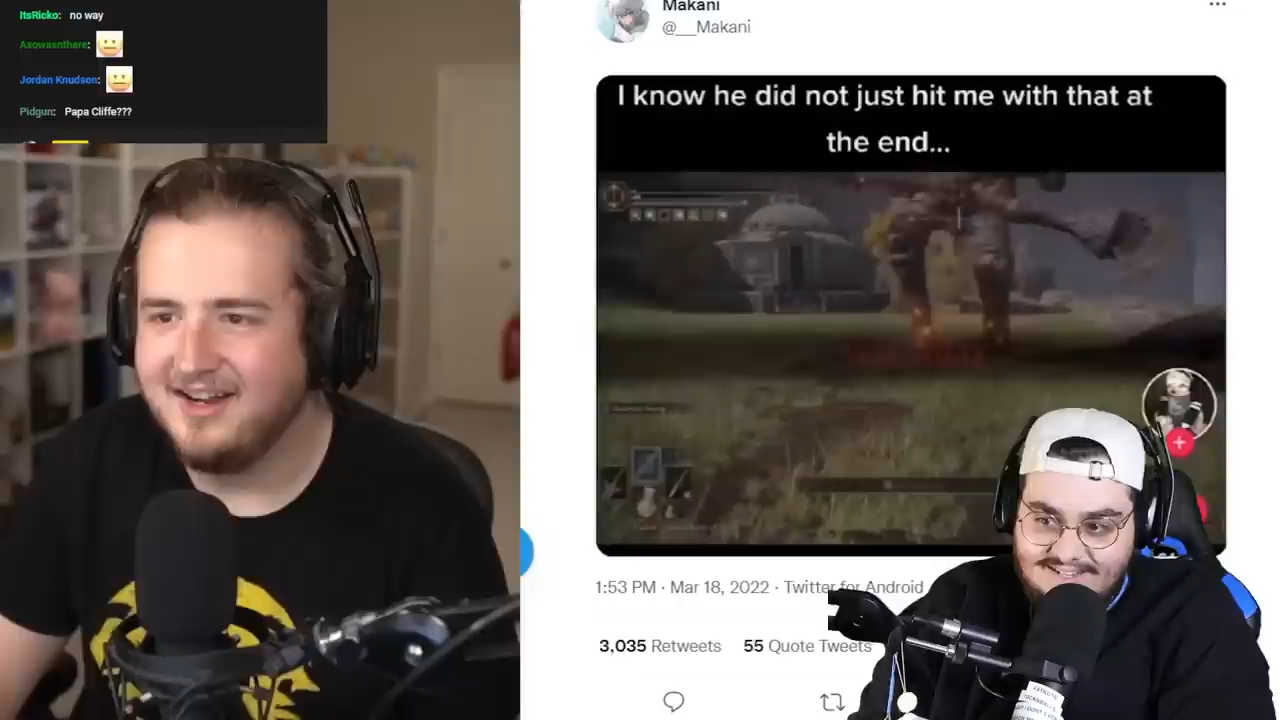 ItsRicko: no way
Axowasnthere:
Jordan Knudson:
Pidgun: Papa Cliffe???
Makani
@__Makani
I know he did not just hit me with that at
the end...
1:53 PM · Mar 18, 2022 · Twitter for Android
3,035 Retweets 55 Quote Tweets